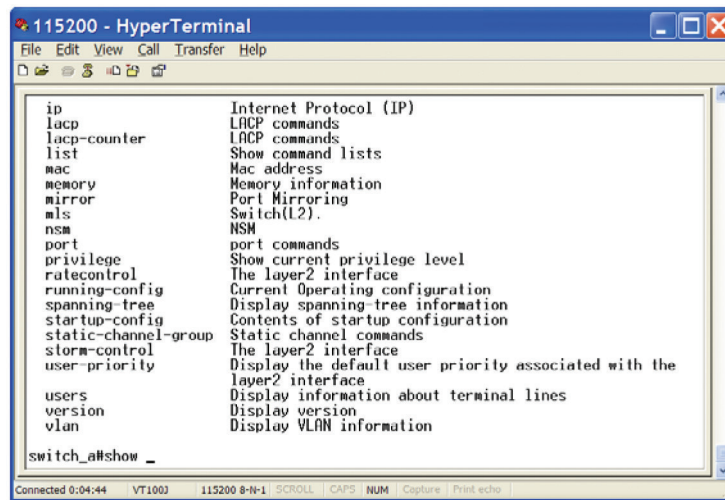 115200 - HyperTerminal
File Edit View Call Transfer Help
ip Internet Protocol (IP)
lacp LACP commands
lacp-counter LACP commands
list Show command lists
mac Mac address
memory Memory information
mirror Port Mirroring
mls Switch(L2).
nsm NSM
port port commands
privilege Show current privilege level
ratecontrol The layer2 interface
running-config Current Operating configuration
spanning-tree Display spanning-tree information
startup-config Contents of startup configuration
static-channel-group Static channel commands
storm-control The layer2 interface
user-priority Display the default user priority associated with the
layer2 interface
users Display information about terminal lines
version Display version
vlan Display VLAN information
switch_a#show _
Connected 0:04:44 VT100J 115200 8-N-1 SCROLL CAPS NUM Capture Print echo